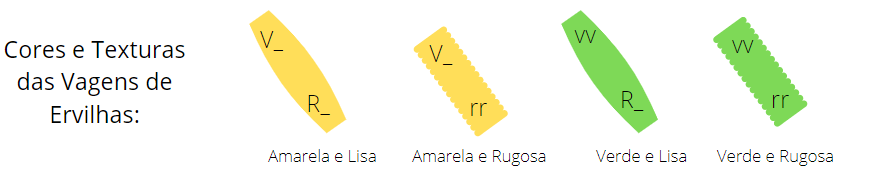 Cores e Texturas
das Vagens de
Ervilhas:
V_
R_
Amarela e Lisa
V_
rr
Amarela e Rugosa
vv
R_
Verde e Lisa
vv
rr
Verde e Rugosa